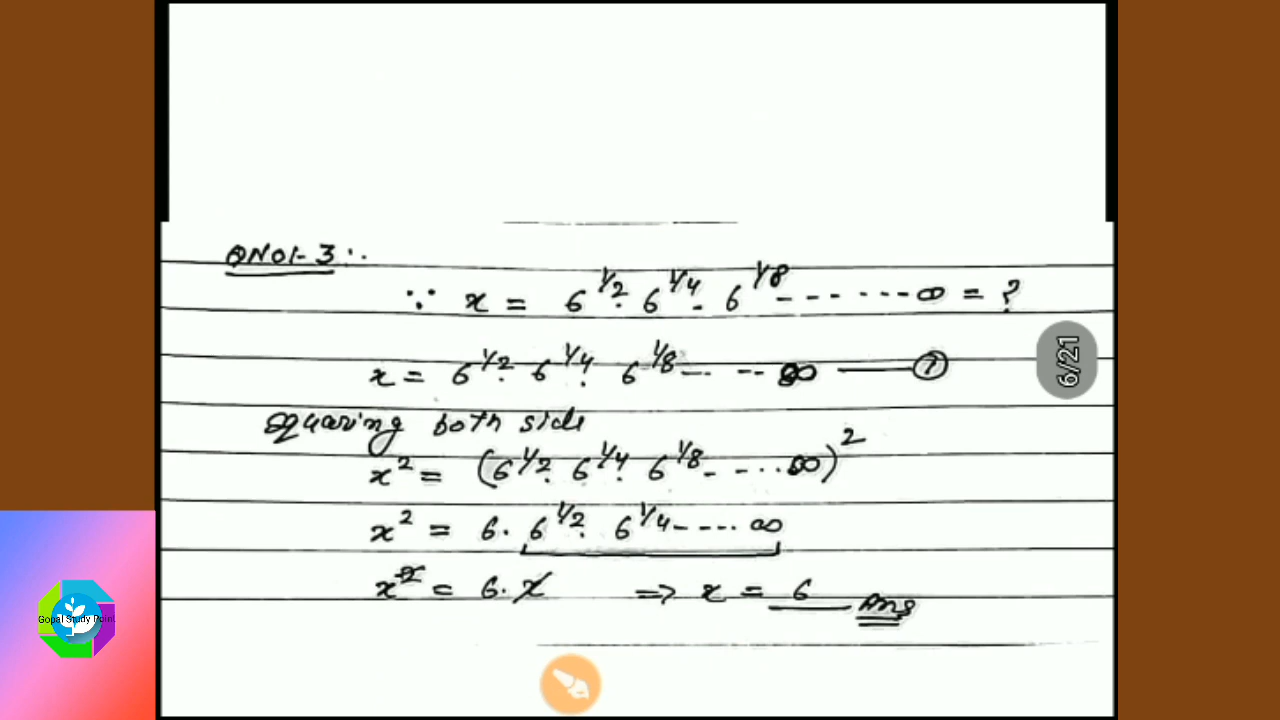 QNO1-3:.
∵ x = 6^1/2. 6^1/4. 6^1/8 ------- ∞ = ?
x = 6^1/2. 6^1/4. 6^1/8 -. -- ∞ —— 1
6/21
Squaring both side
x^2 = (6^1/2. 6^1/4. 6^1/8 - --.. ∞)^2
x^2 = 6. 6^1/2. 6^1/4 ----.. ∞
x^2 = 6. x => x = 6 Ans
Gopal Study Point